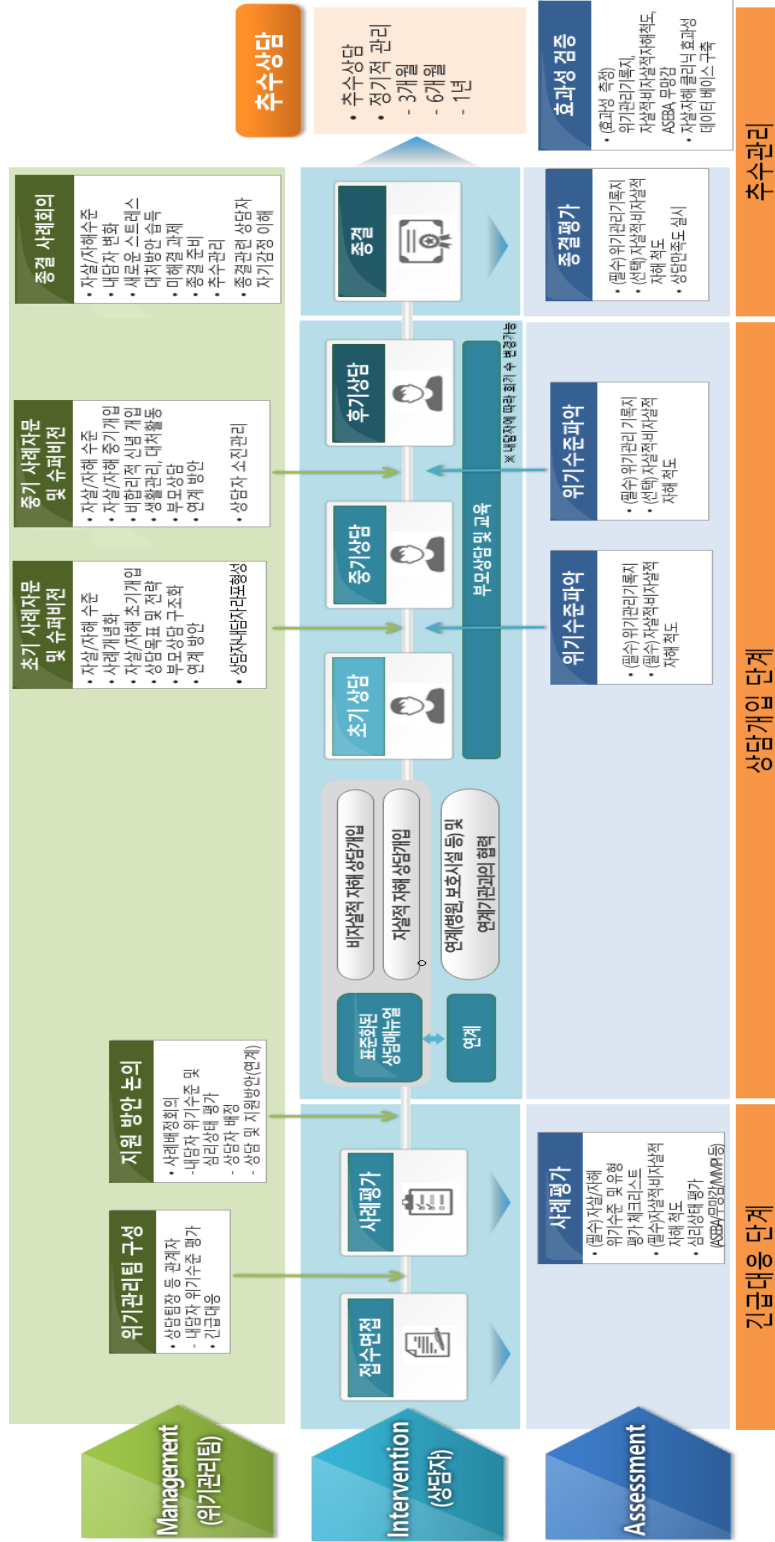 Management
(위기관리팀)
위기관리팀 구성
• 상담팀장 등 관계자
- 내담자 위기수준 평가
• 긴급대응
지원 방안 논의
• 사례배정회의
-내담자 위기수준 및
심리상태 평가
- 상담자 배정
- 상담 및 지원방안(연계)
초기 사례자문
및 슈퍼비전
• 자살/자해 수준
• 사례개념화
• 자살/자해 초기개입
• 상담목표 및 전략
• 부모상담 구조화
• 연계 방안
• 상담자-내담자 라포형성
중기 사례자문
및 슈퍼비전
• 자살/자해 수준
• 자살/자해 중기개입
• 비합리적 신념 개입
• 생활관리, 대처활동
• 부모상담
• 연계 방안
• 상담자 소진관리
종결 사례회의
• 자살/자해수준
• 내담자 변화
• 새로운 스트레스
대처방안 습득
• 미해결 과제
• 종결 준비
• 추수관리
• 종결관련 상담자
자기감정 이해
Intervention
(상담자)
접수면접
사례평가
표준화된
상담매뉴얼
연계
비자살적 자해 상담개입
자살적 자해 상담개입
연계(병원, 보호시설 등) 및
연계기관과의 협력
초기 상담
중기상담
후기상담
부모상담 및 교육
※ 내담자에 따라 회기 수 변경가능
종결
추수상담
• 추수상담
• 정기적 관리
- 3개월
- 6개월
- 1년
Assessment
사례평가
• (필수) 자살/자해
위기수준 및 유형
평가 체크리스트
• (필수)자살적·비자살적
자해 척도
• 심리상태 평가
(ASEBA/무망감/MMPI 등)
위기수준파악
• (필수) 위기관리기록지
• (필수) 자살적·비자살적
자해 척도
위기수준파악
• (필수) 위기관리 기록지
• (선택) 자살적·비자살적
자해 척도
종결평가
• (필수) 위기관리기록지
• (선택) 자살적·비자살적
자해 척도
• 상담만족도 실시
효과성 검증
• (효과성 측정)
위기관리기록지,
자살적·비자살적자해척도,
ASEBA, 무망감
• 자살·자해 클리닉 효과성
데이터 베이스 구축
긴급대응 단계
상담개입 단계
추수관리